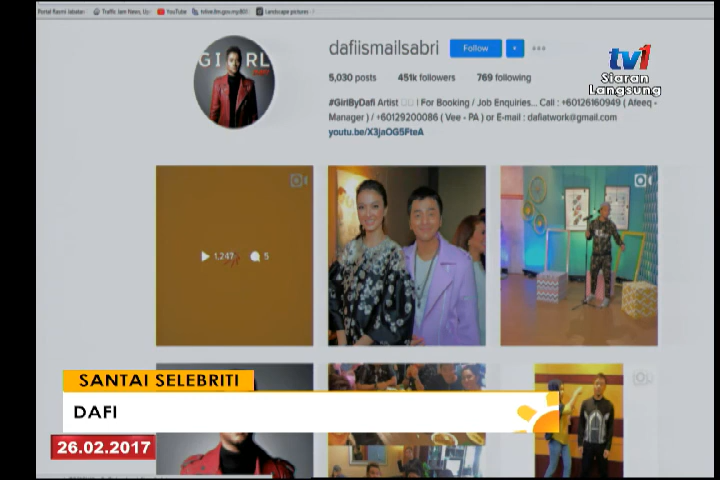 Portal Rasmi Jabatan
Traffic Jam News, Up
YouTube
Landscape pictures
GIRL
dafiismailsabri
Follow
5,030 posts 451k followers 769 following
#GirlByDafi Artist | For Booking / Job Enquiries... Call : +60126160949 ( Afeeq -
Manager ) / +60129200086 ( Vee - PA ) or E-mail : dafiatwork@gmail.com
youtu.be/X3jaOG5FteA
tv1
Siaran
Langsung
1,247 5
SANTAI SELEBRITI
DAFI
26.02.2017